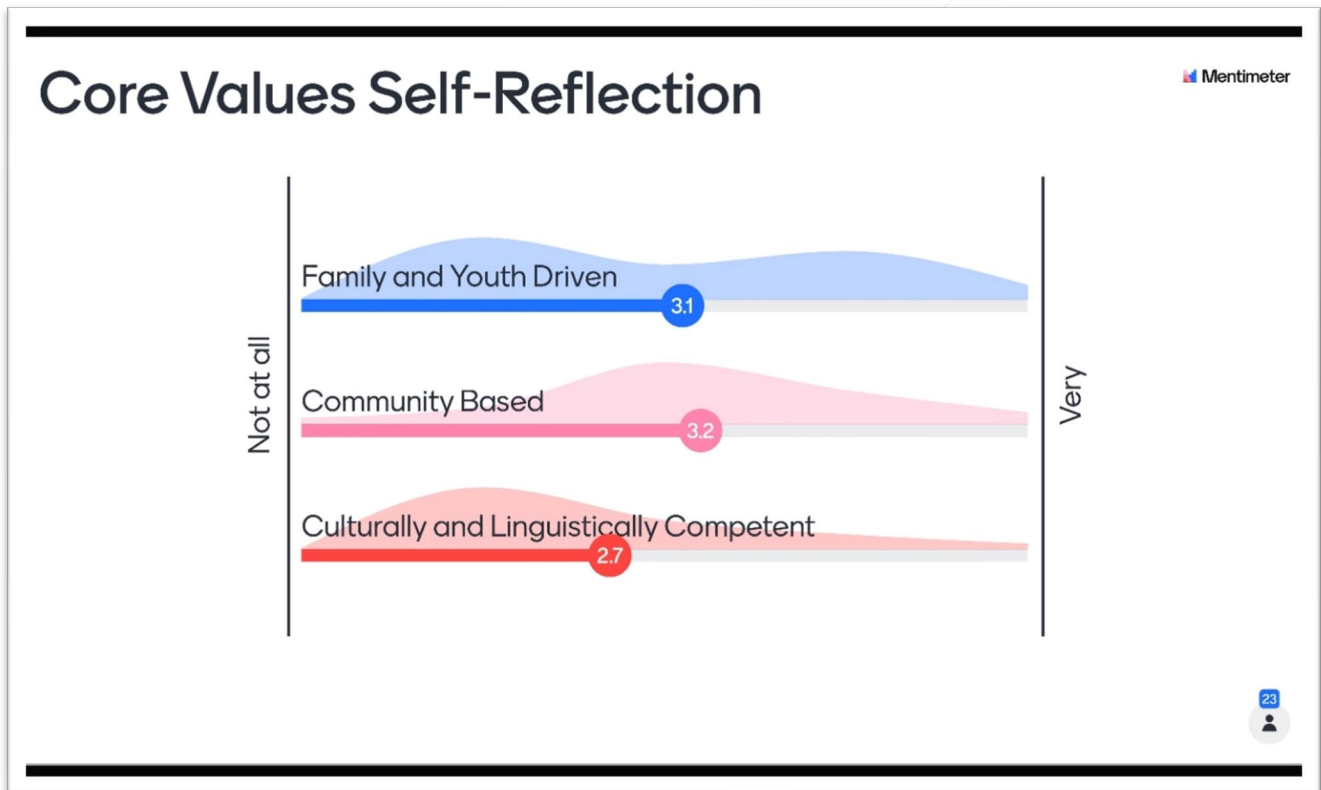 Core Values Self-Reflection
Mentimeter
Not at all
Family and Youth Driven
3.1
Community Based
3.2
Culturally and Linguistically Competent
2.7
Very
23